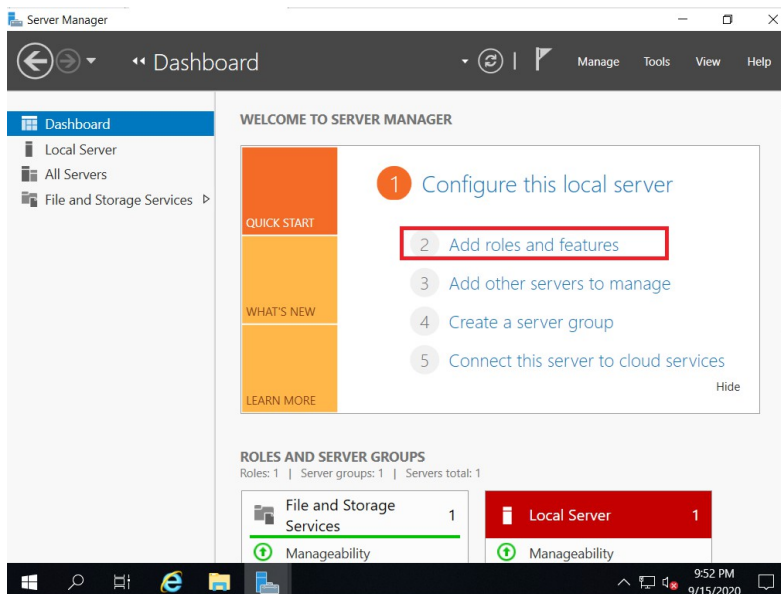 Server Manager
Dashboard
Manage Tools View Help
Dashboard
Local Server
All Servers
File and Storage Services
WELCOME TO SERVER MANAGER
QUICK START
WHAT'S NEW
LEARN MORE
1 Configure this local server
2 Add roles and features
3 Add other servers to manage
4 Create a server group
5 Connect this server to cloud services
Hide
ROLES AND SERVER GROUPS
Roles: 1 | Server groups: 1 | Servers total: 1
File and Storage
Services
1
Manageability
Local Server 1
Manageability
9:52 PM
9/15/2020